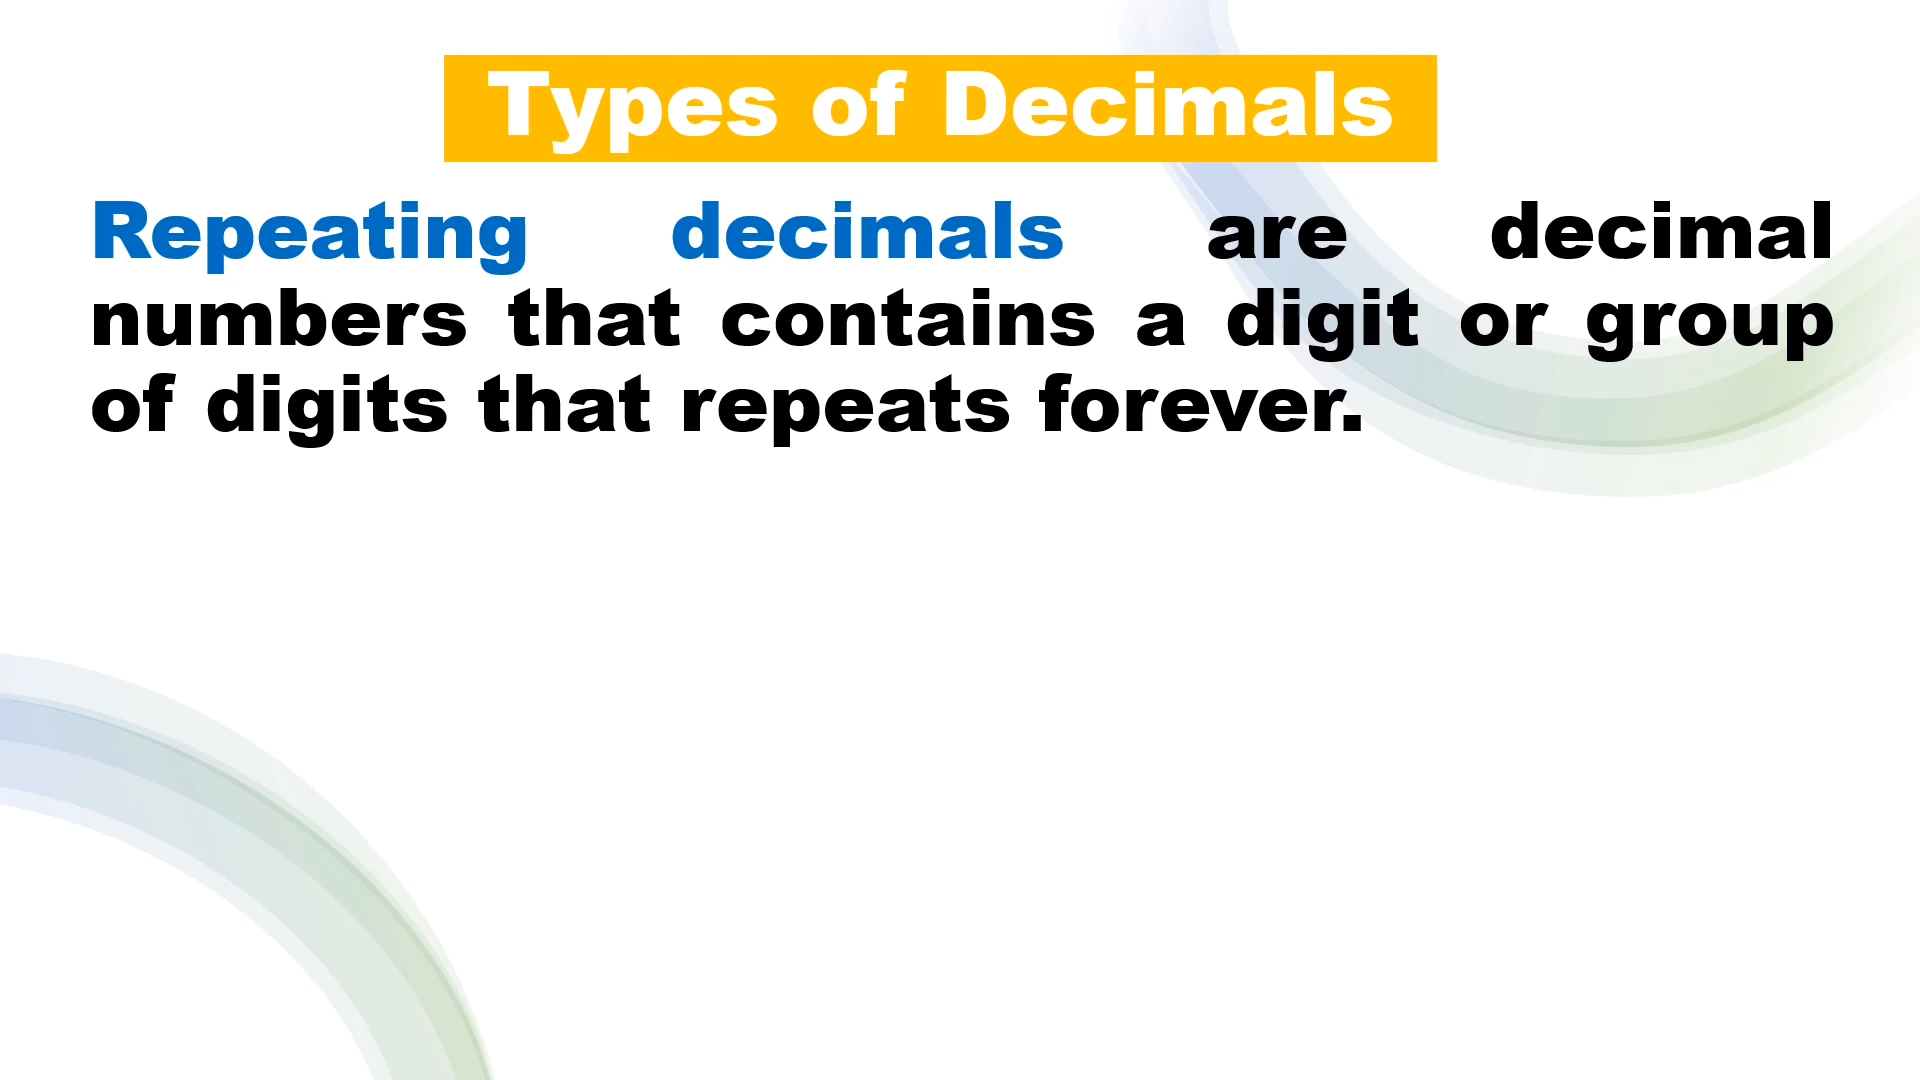 Types of Decimals
Repeating decimals are decimal
numbers that contains a digit or group
of digits that repeats forever.